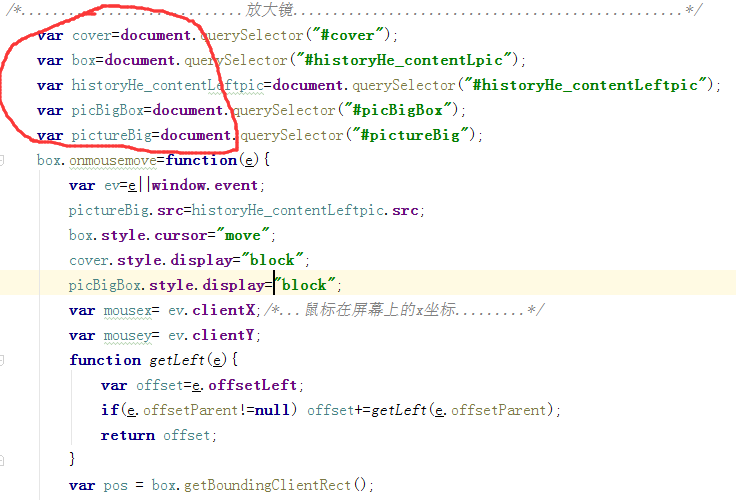 /*............................放大镜.................................................*/
var cover=document.querySelector("#cover");
var box=document.querySelector("#historyHe_contentLpic");
var historyHe_contentLeftpic=document.querySelector("#historyHe_contentLeftpic");
var picBigBox=document.querySelector("#picBigBox");
var pictureBig=document.querySelector("#pictureBig");
box.onmousemove=function(e){
var ev=e||window.event;
pictureBig.src=historyHe_contentLeftpic.src;
box.style.cursor="move";
cover.style.display="block";
picBigBox.style.display="block";
var mousex= ev.clientX;/*...鼠标在屏幕上的x坐标.........*/
var mousey= ev.clientY;
function getLeft(e){
var offset=e.offsetLeft;
if(e.offsetParent!=null) offset+=getLeft(e.offsetParent);
return offset;
}
var pos = box.getBoundingClientRect();